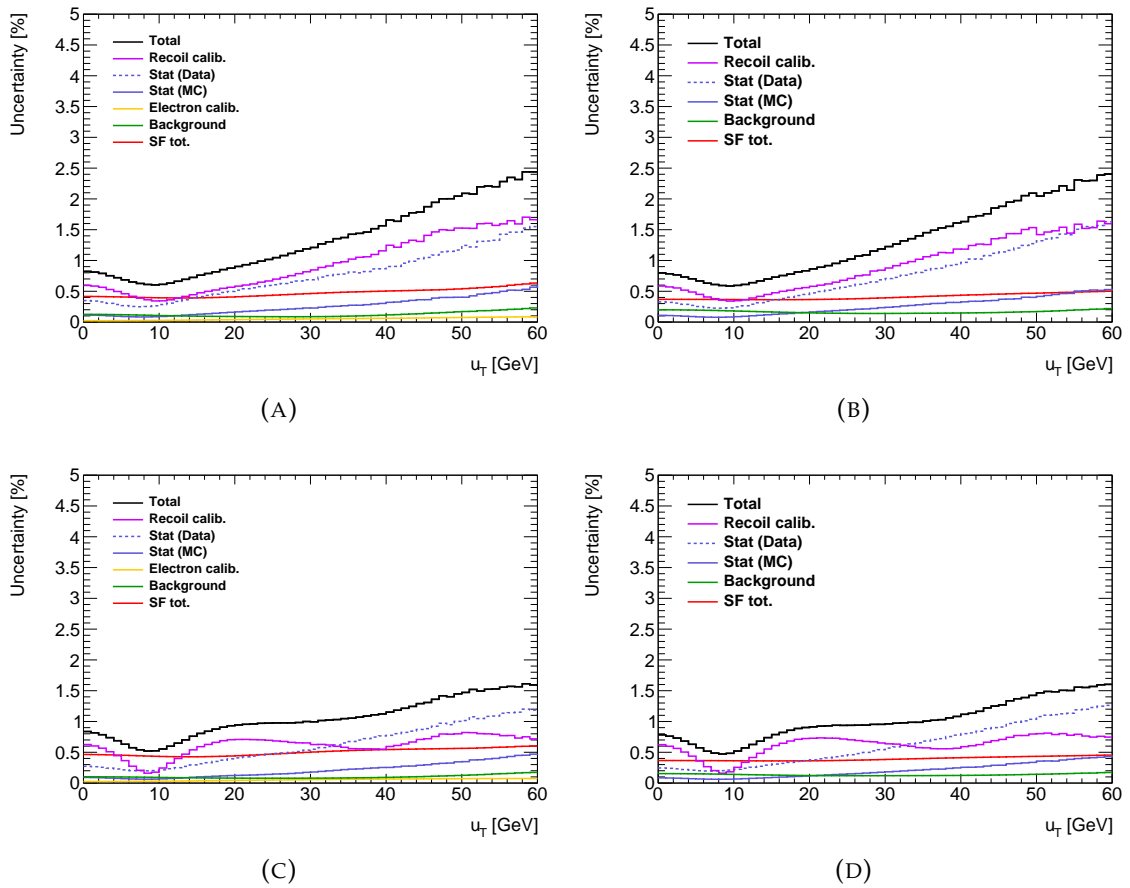 Uncertainty [%]
5
4.5
4
3.5
3
2.5
2
1.5
1
0.5
0
Total
Recoil calib.
Stat (Data)
Stat (MC)
Electron calib.
Background
SF tot.
0 10 20 30 40 50 60
u_T [GeV]
(A)
Uncertainty [%]
5
4.5
4
3.5
3
2.5
2
1.5
1
0.5
0
Total
Recoil calib.
Stat (Data)
Stat (MC)
Background
SF tot.
0 10 20 30 40 50 60
u_T [GeV]
(B)
Uncertainty [%]
5
4.5
4
3.5
3
2.5
2
1.5
1
0.5
0
Total
Recoil calib.
Stat (Data)
Stat (MC)
Electron calib.
Background
SF tot.
0 10 20 30 40 50 60
u_T [GeV]
(C)
Uncertainty [%]
5
4.5
4
3.5
3
2.5
2
1.5
1
0.5
0
Total
Recoil calib.
Stat (Data)
Stat (MC)
Background
SF tot.
0 10 20 30 40 50 60
u_T [GeV]
(D)